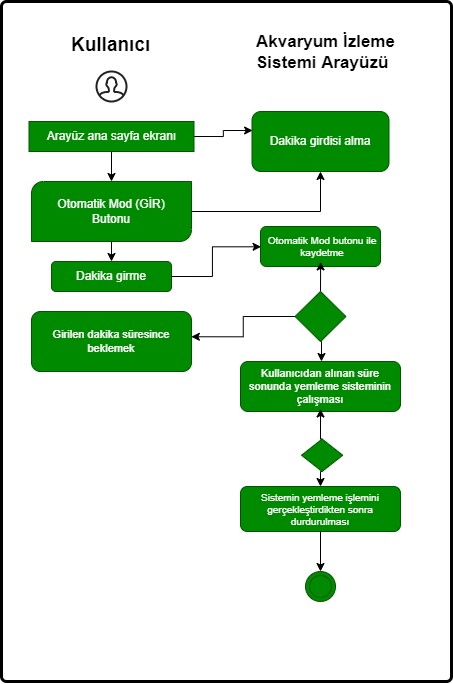 Kullanıcı
Akvaryum İzleme
Sistemi Arayüzü
Arayüz ana sayfa ekranı
Dakika girdisi alma
Otomatik Mod (GİR)
Butonu
Otomatik Mod butonu ile
kaydetme
Dakika girme
Girilen dakika süresince
beklemek
Kullanıcıdan alınan süre
sonunda yemleme sisteminin
çalışması
Sistemin yemleme işlemini
gerçekleştirdikten sonra
durdurulması